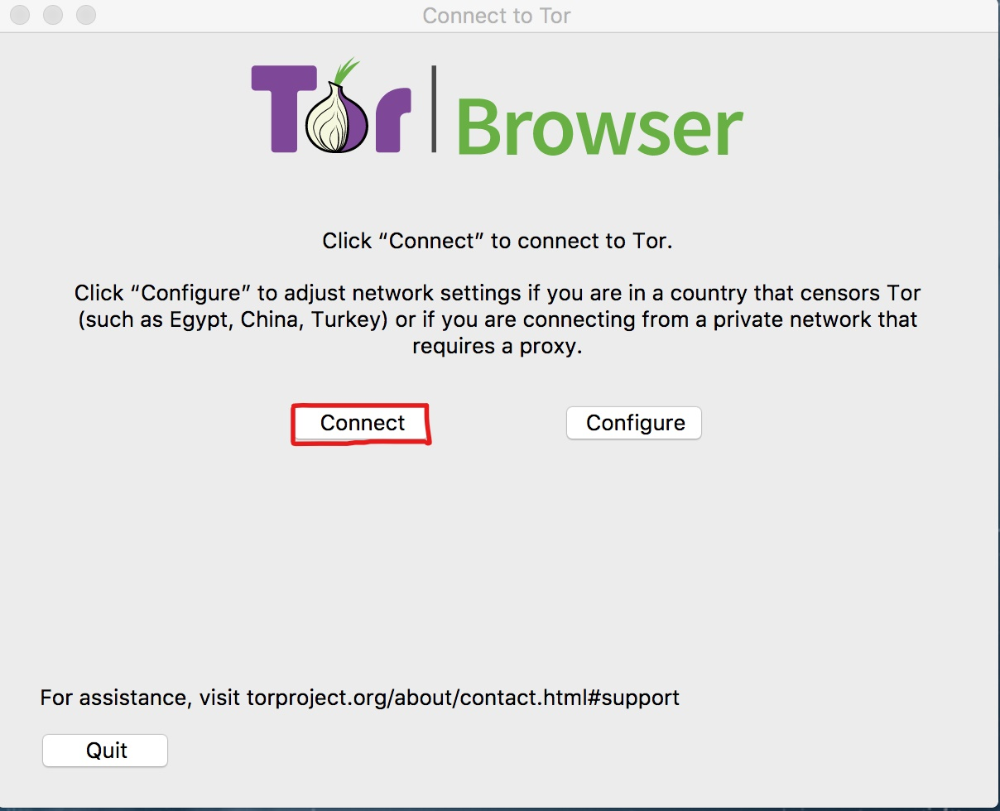 Connect to Tor
Tor | Browser
Click “Connect” to connect to Tor.
Click “Configure” to adjust network settings if you are in a country that censors Tor
(such as Egypt, China, Turkey) or if you are connecting from a private network that
requires a proxy.
Connect Configure
For assistance, visit torproject.org/about/contact.html#support
Quit